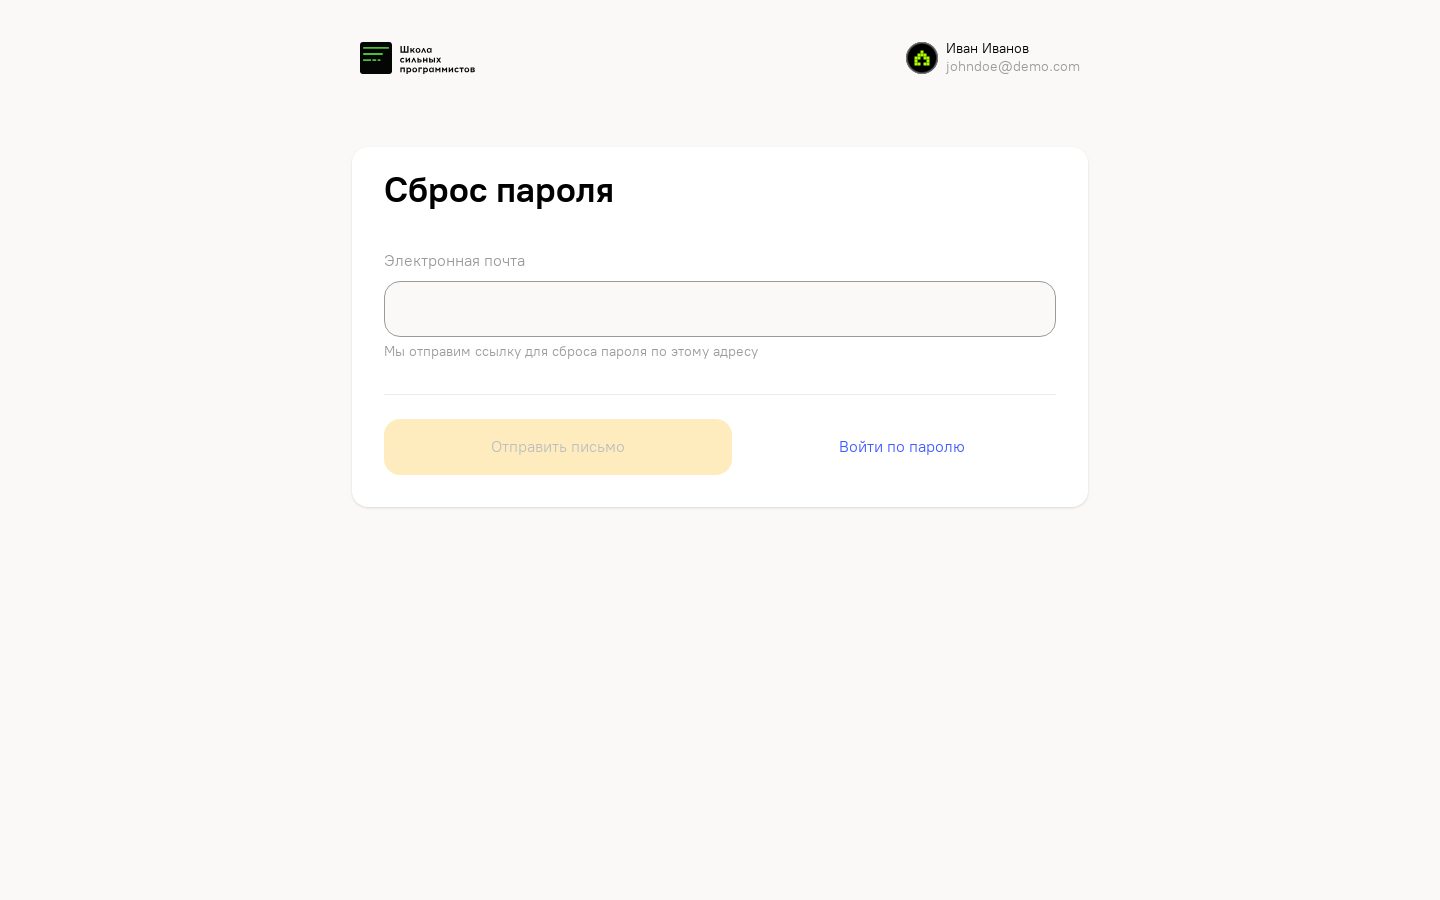 Школа
сильных
программистов
Иван Иванов
johndoe@demo.com
Сброс пароля
Электронная почта
Мы отправим ссылку для сброса пароля по этому адресу
Отправить письмо
Войти по паролю